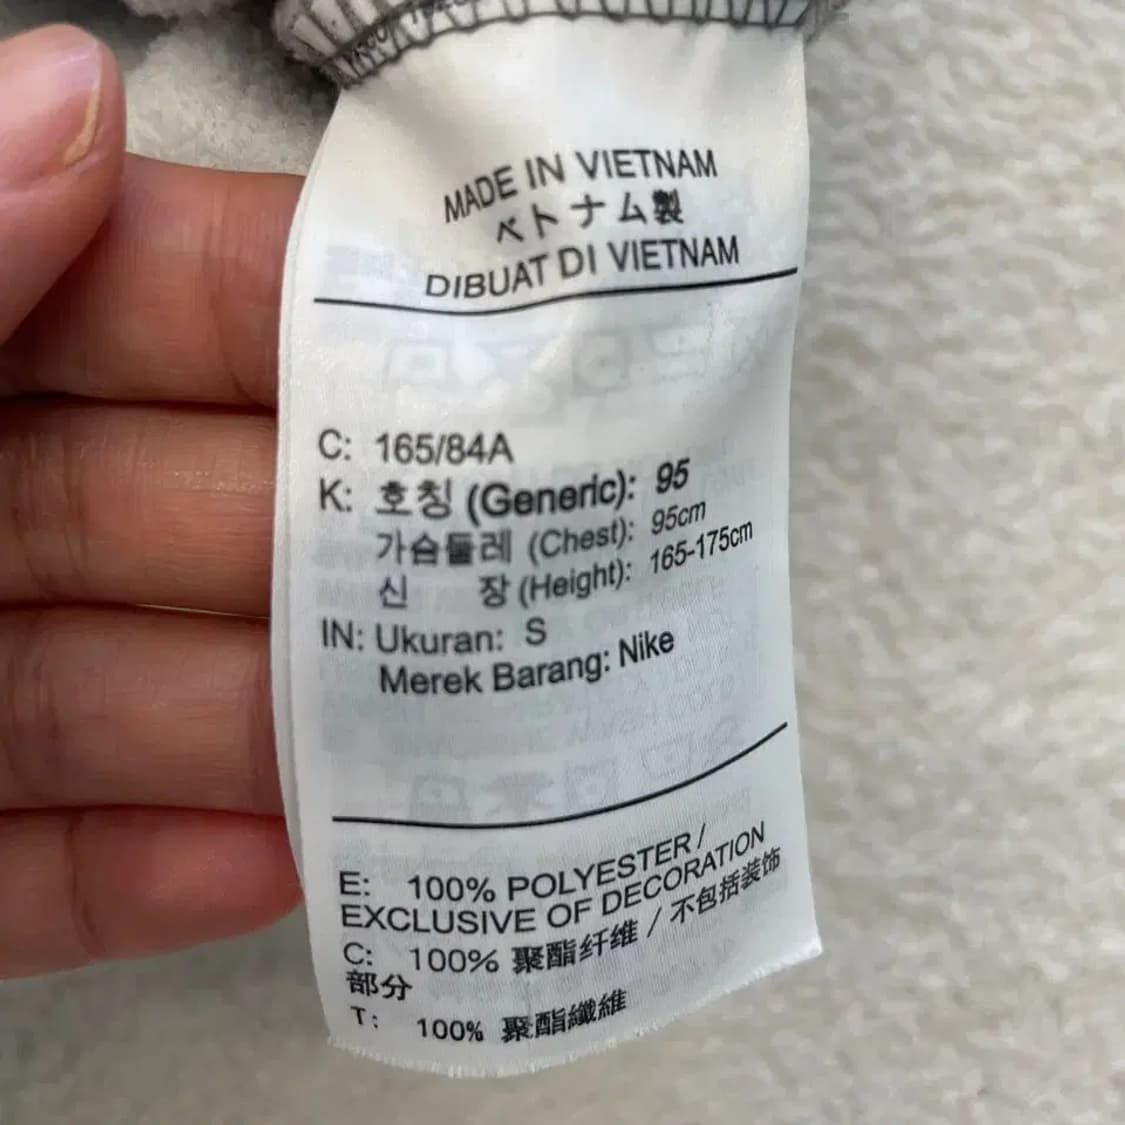 MADE IN VIETNAM
ベトナム製
DIBUAT DI VIETNAM
C: 165/84A
K: 호칭 (Generic): 95
가슴둘레 (Chest): 95cm
신 장 (Height): 165-175cm
IN: Ukuran: S
Merek Barang: Nike
E: 100% POLYESTER /
EXCLUSIVE OF DECORATION
C: 100% 聚酯纤维 / 不包括装饰
部分
T: 100% 聚酯纖維